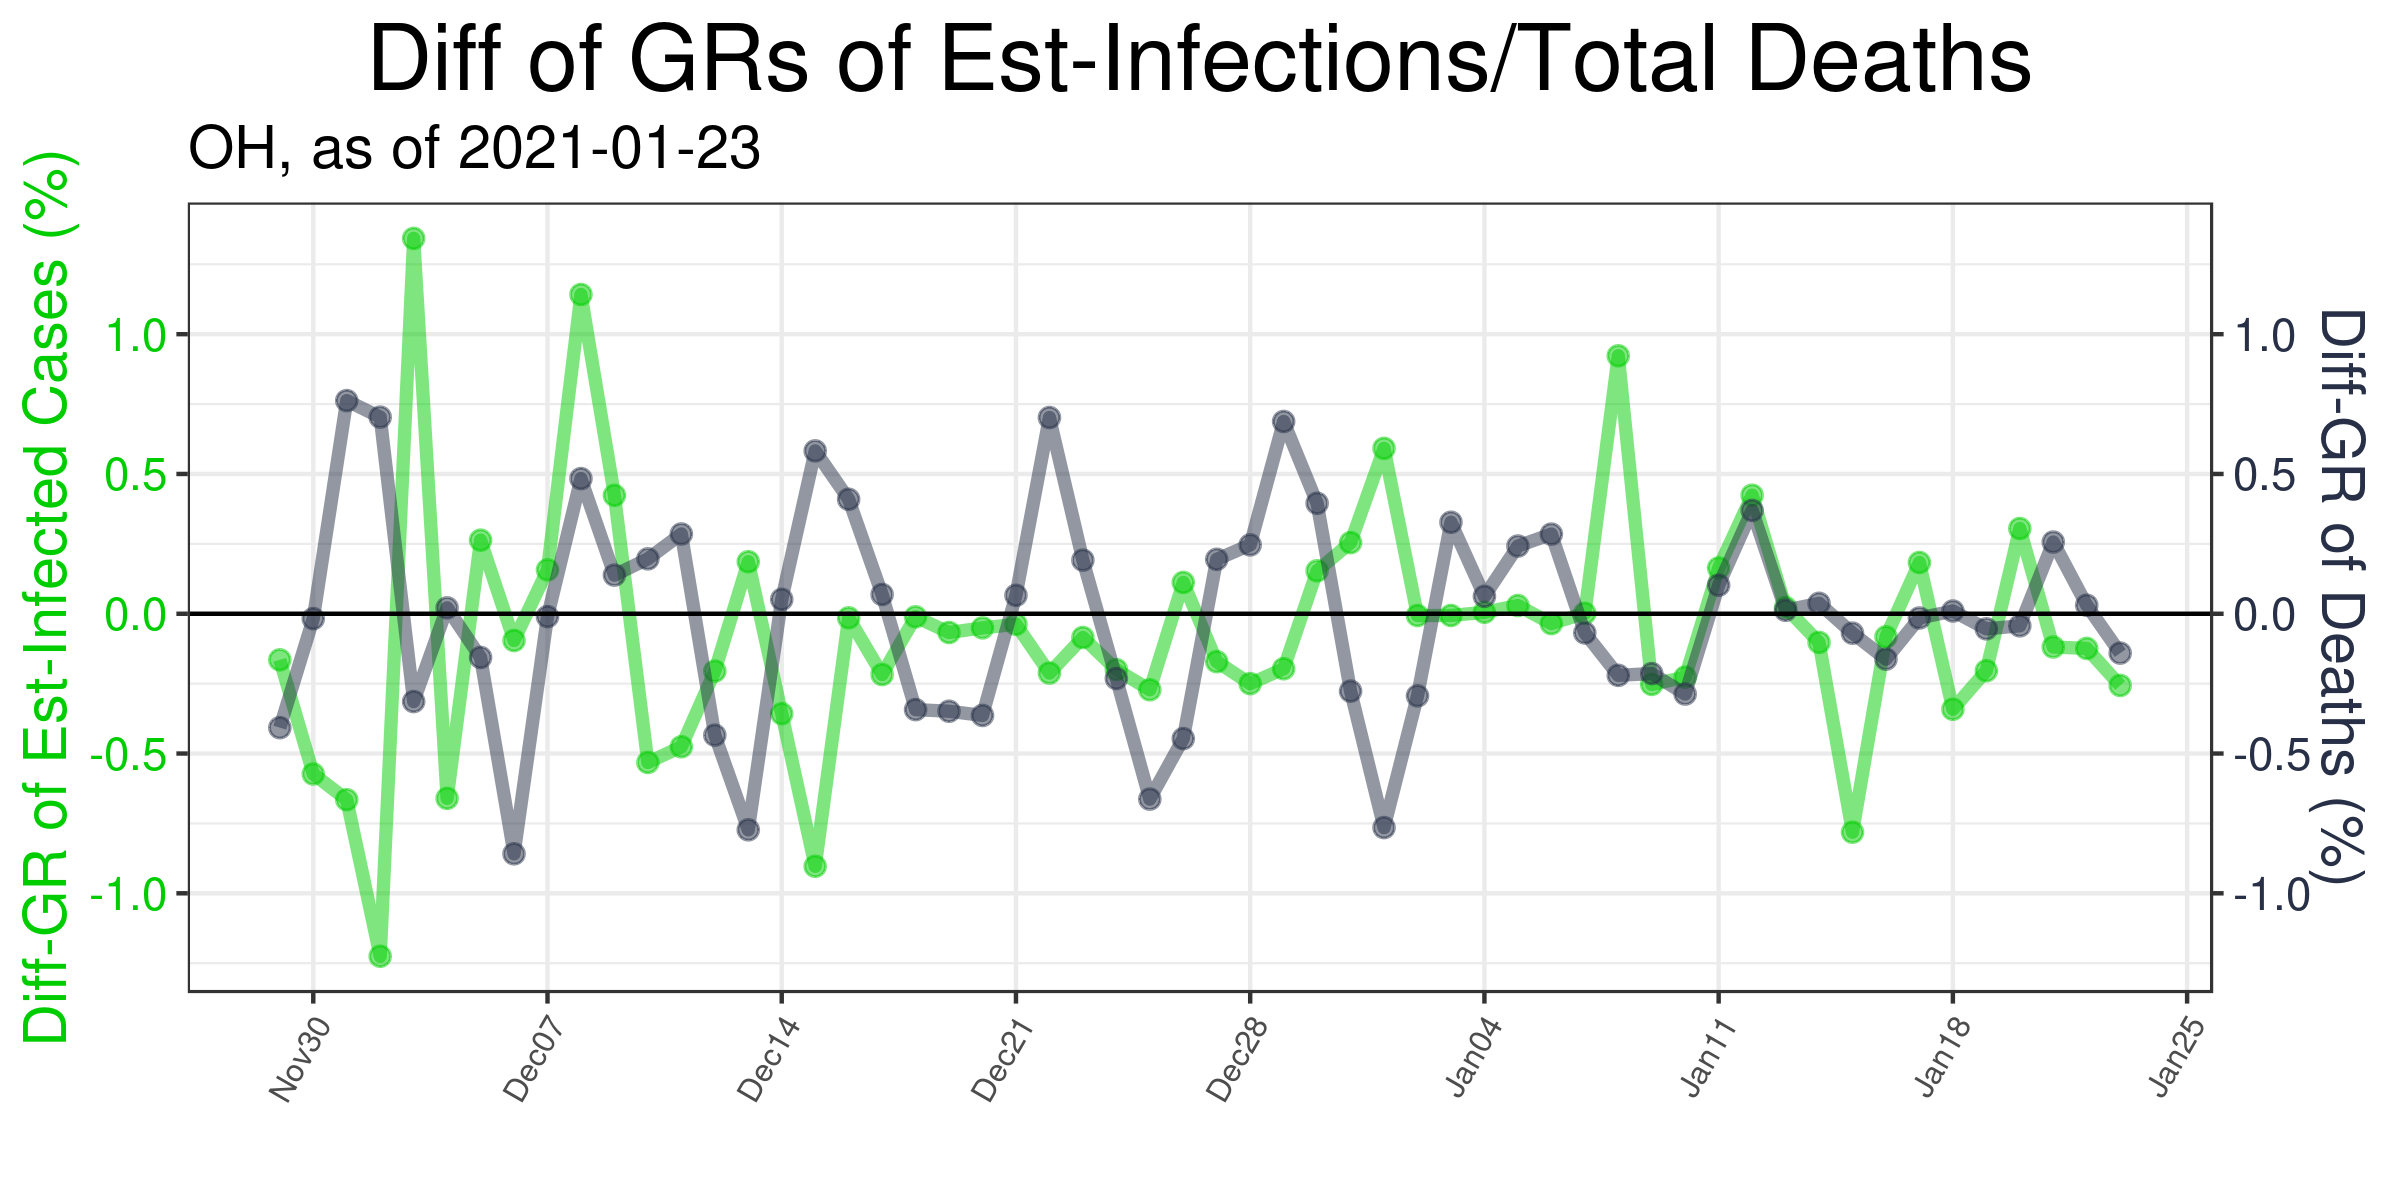 Diff of GRs of Est-Infections/Total Deaths
OH, as of 2021-01-23
Diff-GR of Est-Infected Cases (%)
1.0
0.5
0.0
-0.5
-1.0
1.0
0.5
0.0
-0.5
-1.0
Diff-GR of Deaths (%)
Nov30
Dec07
Dec14
Dec21
Dec28
Jan04
Jan11
Jan18
Jan25